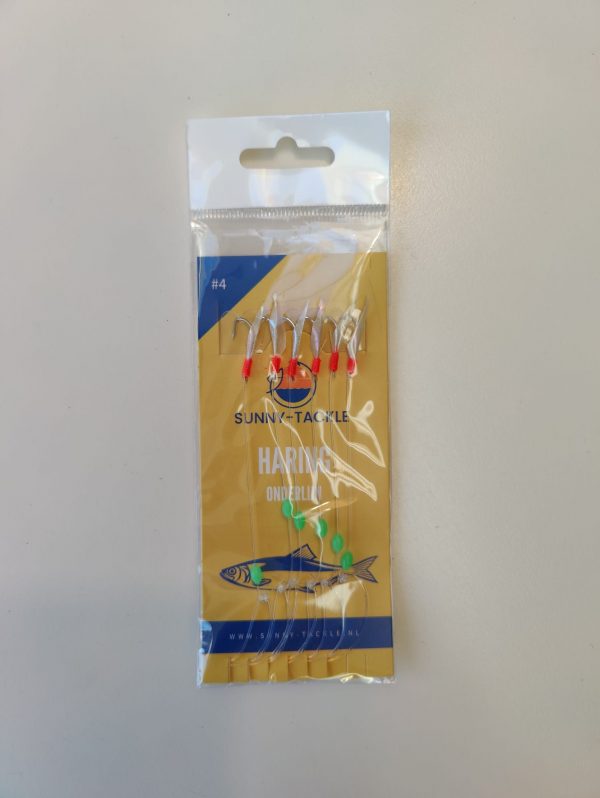 #4
SUNNY-TACKLE
HARING
ONDERLIJN
WWW.SUNNY-TACKLE.NL